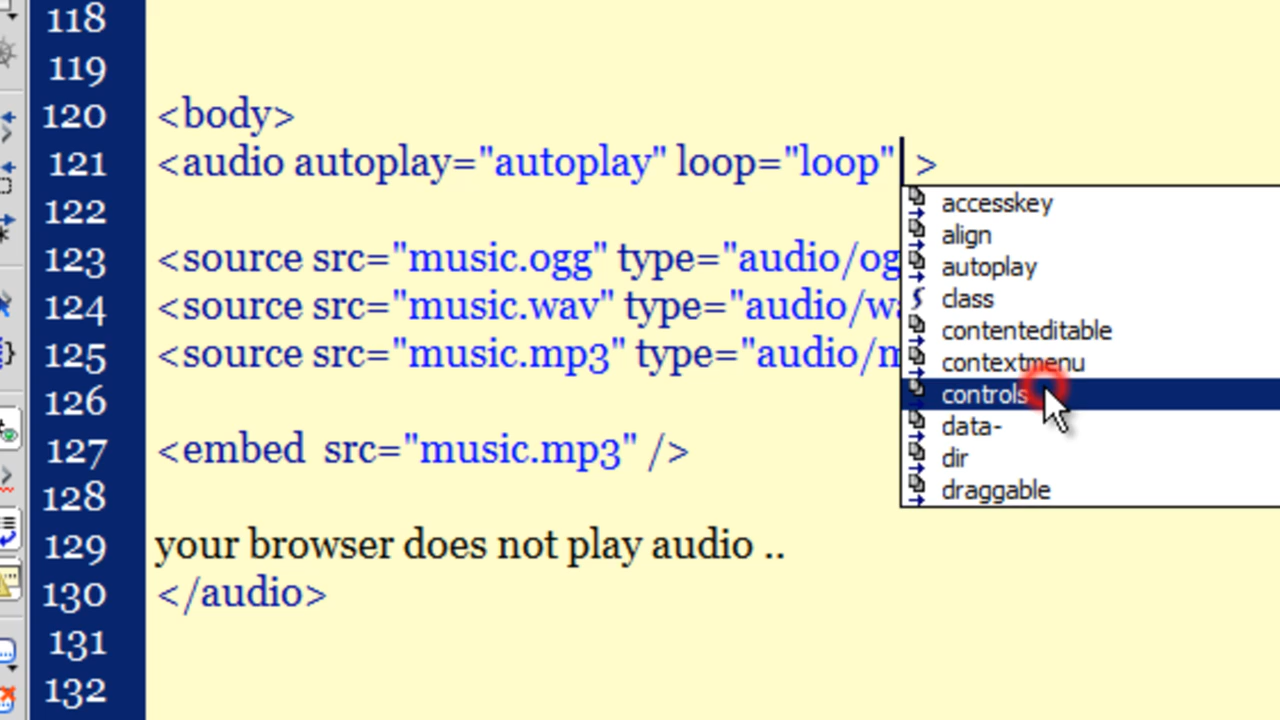 118
119
120 <body>
121 <audio autoplay="autoplay" loop="loop" >
122
123 <source src="music.ogg" type="audio/og
124 <source src="music.wav" type="audio/wa
125 <source src="music.mp3" type="audio/m
126
127 <embed  src="music.mp3" />
128
129 your browser does not play audio ..
130 </audio>
131
132
accesskey
align
autoplay
class
contenteditable
contextmenu
controls
data-
dir
draggable